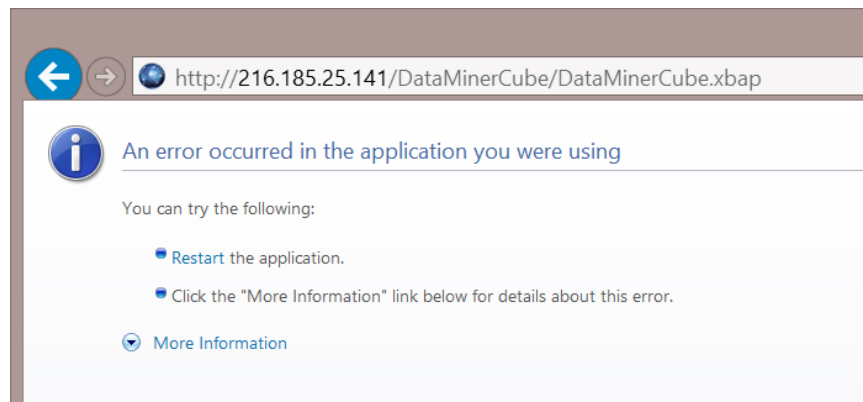 http://216.185.25.141/DataMinerCube/DataMinerCube.xbap
An error occurred in the application you were using
You can try the following:
Restart the application.
Click the "More Information" link below for details about this error.
More Information